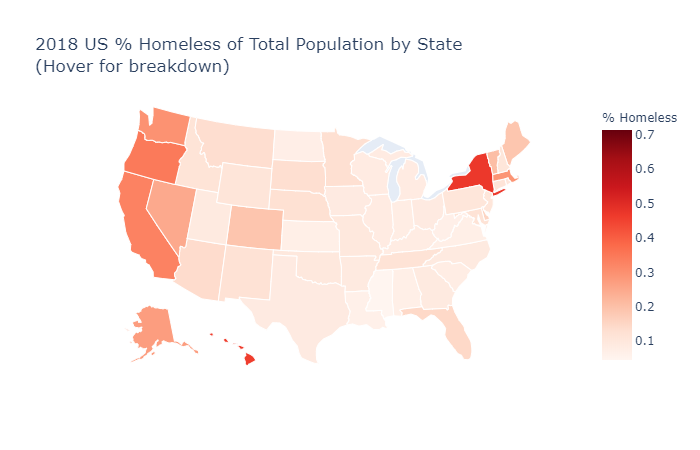 2018 US % Homeless of Total Population by State
(Hover for breakdown)
% Homeless
0.7
0.6
0.5
0.4
0.3
0.2
0.1